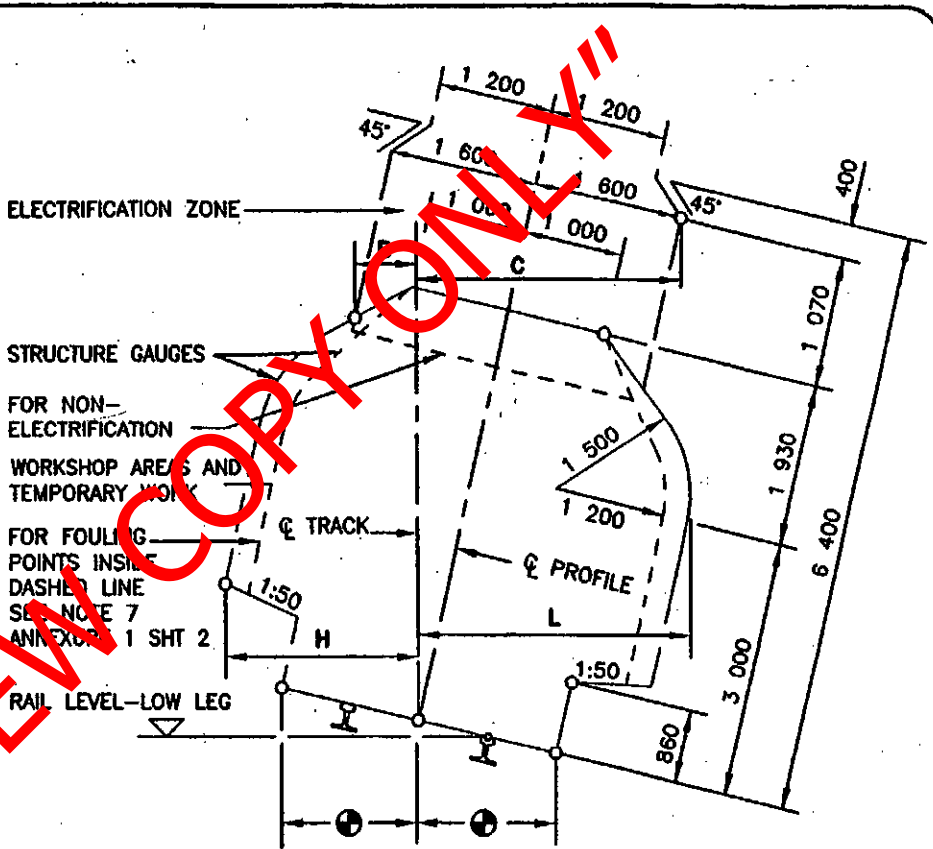 1 200
1 200
45°
1 600
1 600
400
ELECTRIFICATION ZONE
1 000
000
45°
C
1 070
STRUCTURE GAUGES
FOR NON-
ELECTRIFICATION
1 500
1 930
WORKSHOP AREAS AND
TEMPORARY WORK
1 200
6 400
℄ TRACK
FOR FOULING
POINTS INSIDE
DASHED LINE
SEE NOTE 7
ANNEXURE 1 SHT 2
℄ PROFILE
1:50
H
L
1:50
3 000
RAIL LEVEL-LOW LEG
860
EW COPY ONLY"